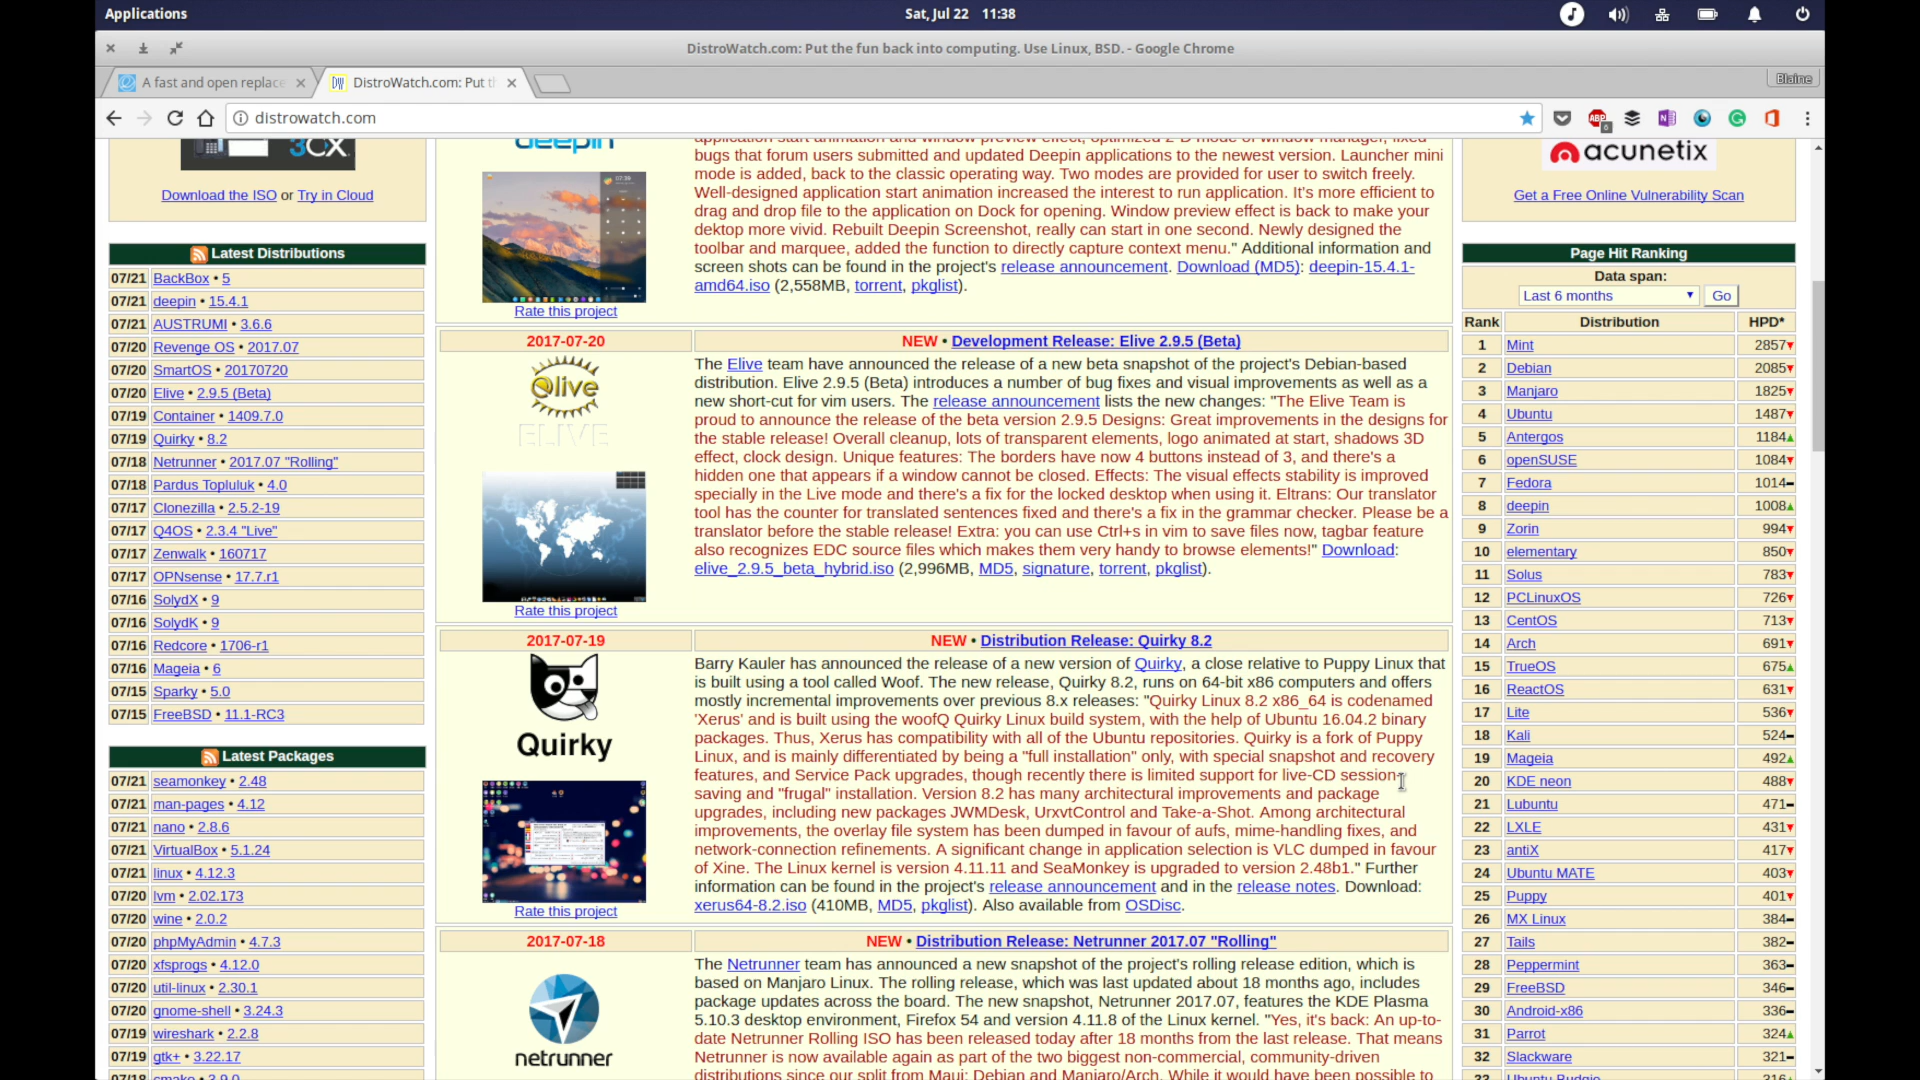 Applications
Sat, Jul 22 11:38
DistroWatch.com: Put the fun back into computing. Use Linux, BSD. - Google Chrome
A fast and open replace
DistroWatch.com: Put t
Blaine
distrowatch.com
3CX
Download the ISO or Try in Cloud
Latest Distributions
07/21 BackBox • 5
07/21 deepin • 15.4.1
07/21 AUSTRUMI • 3.6.6
07/20 Revenge OS • 2017.07
07/20 SmartOS • 20170720
07/20 Elive • 2.9.5 (Beta)
07/19 Container • 1409.7.0
07/19 Quirky • 8.2
07/18 Netrunner • 2017.07 "Rolling"
07/18 Pardus Topluluk • 4.0
07/17 Clonezilla • 2.5.2-19
07/17 Q4OS • 2.3.4 "Live"
07/17 Zenwalk • 160717
07/17 OPNsense • 17.7.r1
07/16 SolydX • 9
07/16 SolydK • 9
07/16 Redcore • 1706-r1
07/16 Mageia • 6
07/15 Sparky • 5.0
07/15 FreeBSD • 11.1-RC3
Latest Packages
07/21 seamonkey • 2.48
07/21 man-pages • 4.12
07/21 nano • 2.8.6
07/21 VirtualBox • 5.1.24
07/21 linux • 4.12.3
07/20 lvm • 2.02.173
07/20 wine • 2.0.2
07/20 phpMyAdmin • 4.7.3
07/20 xfsprogs • 4.12.0
07/20 util-linux • 2.30.1
07/20 gnome-shell • 3.24.3
07/19 wireshark • 2.2.8
07/19 gtk+ • 3.22.17
07/18 cmake • 3.9.0
deepin
Rate this project
application start animation and window preview effect, optimized 2-D mode of window manager, fixed
bugs that forum users submitted and updated Deepin applications to the newest version. Launcher mini
mode is added, back to the classic operating way. Two modes are provided for user to switch freely.
Well-designed application start animation increased the interest to run application. It's more efficient to
drag and drop file to the application on Dock for opening. Window preview effect is back to make your
dektop more vivid. Rebuilt Deepin Screenshot, really can start in one second. Newly designed the
toolbar and marquee, added the function to directly capture context menu." Additional information and
screen shots can be found in the project's release announcement. Download (MD5): deepin-15.4.1-
amd64.iso (2,558MB, torrent, pkglist).
2017-07-20
NEW • Development Release: Elive 2.9.5 (Beta)
elive
ELIVE
Rate this project
The Elive team have announced the release of a new beta snapshot of the project's Debian-based
distribution. Elive 2.9.5 (Beta) introduces a number of bug fixes and visual improvements as well as a
new short-cut for vim users. The release announcement lists the new changes: "The Elive Team is
proud to announce the release of the beta version 2.9.5 Designs: Great improvements in the designs for
the stable release! Overall cleanup, lots of transparent elements, logo animated at start, shadows 3D
effect, clock design. Unique features: The borders have now 4 buttons instead of 3, and there's a
hidden one that appears if a window cannot be closed. Effects: The visual effects stability is improved
specially in the Live mode and there's a fix for the locked desktop when using it. Eltrans: Our translator
tool has the counter for translated sentences fixed and there's a fix in the grammar checker. Please be a
translator before the stable release! Extra: you can use Ctrl+s in vim to save files now, tagbar feature
also recognizes EDC source files which makes them very handy to browse elements!" Download:
elive_2.9.5_beta_hybrid.iso (2,996MB, MD5, signature, torrent, pkglist).
2017-07-19
NEW • Distribution Release: Quirky 8.2
Quirky
Rate this project
Barry Kauler has announced the release of a new version of Quirky, a close relative to Puppy Linux that
is built using a tool called Woof. The new release, Quirky 8.2, runs on 64-bit x86 computers and offers
mostly incremental improvements over previous 8.x releases: "Quirky Linux 8.2 x86_64 is codenamed
'Xerus' and is built using the woofQ Quirky Linux build system, with the help of Ubuntu 16.04.2 binary
packages. Thus, Xerus has compatibility with all of the Ubuntu repositories. Quirky is a fork of Puppy
Linux, and is mainly differentiated by being a "full installation" only, with special snapshot and recovery
features, and Service Pack upgrades, though recently there is limited support for live-CD session-
saving and "frugal" installation. Version 8.2 has many architectural improvements and package
upgrades, including new packages JWMDesk, UrxvtControl and Take-a-Shot. Among architectural
improvements, the overlay file system has been dumped in favour of aufs, mime-handling fixes, and
network-connection refinements. A significant change in application selection is VLC dumped in favour
of Xine. The Linux kernel is version 4.11.11 and SeaMonkey is upgraded to version 2.48b1." Further
information can be found in the project's release announcement and in the release notes. Download:
xerus64-8.2.iso (410MB, MD5, pkglist). Also available from OSDisc.
2017-07-18
NEW • Distribution Release: Netrunner 2017.07 "Rolling"
netrunner
The Netrunner team has announced a new snapshot of the project's rolling release edition, which is
based on Manjaro Linux. The rolling release, which was last updated about 18 months ago, includes
package updates across the board. The new snapshot, Netrunner 2017.07, features the KDE Plasma
5.10.3 desktop environment, Firefox 54 and version 4.11.8 of the Linux kernel. "Yes, it's back: An up-to-
date Netrunner Rolling ISO has been released today after 18 months from the last release. That means
Netrunner is now available again as part of the two biggest non-commercial, community-driven
distributions since our split from Maui: Debian and Manjaro/Arch. While it would have been possible to
acunetix
Get a Free Online Vulnerability Scan
Page Hit Ranking
Data span:
Last 6 months Go
Rank Distribution HPD*
1 Mint 2857
2 Debian 2085
3 Manjaro 1825
4 Ubuntu 1487
5 Antergos 1184
6 openSUSE 1084
7 Fedora 1014
8 deepin 1008
9 Zorin 994
10 elementary 850
11 Solus 783
12 PCLinuxOS 726
13 CentOS 713
14 Arch 691
15 TrueOS 675
16 ReactOS 631
17 Lite 536
18 Kali 524
19 Mageia 492
20 KDE neon 488
21 Lubuntu 471
22 LXLE 431
23 antiX 417
24 Ubuntu MATE 403
25 Puppy 401
26 MX Linux 384
27 Tails 382
28 Peppermint 363
29 FreeBSD 346
30 Android-x86 336
31 Parrot 324
32 Slackware 321
33 Ubuntu Budgie 316